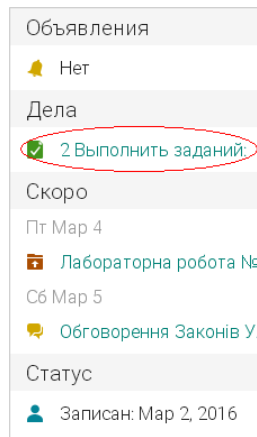 Объявления
Нет
Дела
2 Выполнить заданий:
Скоро
Пт Мар 4
Лабораторна робота №
Сб Мар 5
Обговорення Законів У.
Статус
Записан: Мар 2, 2016